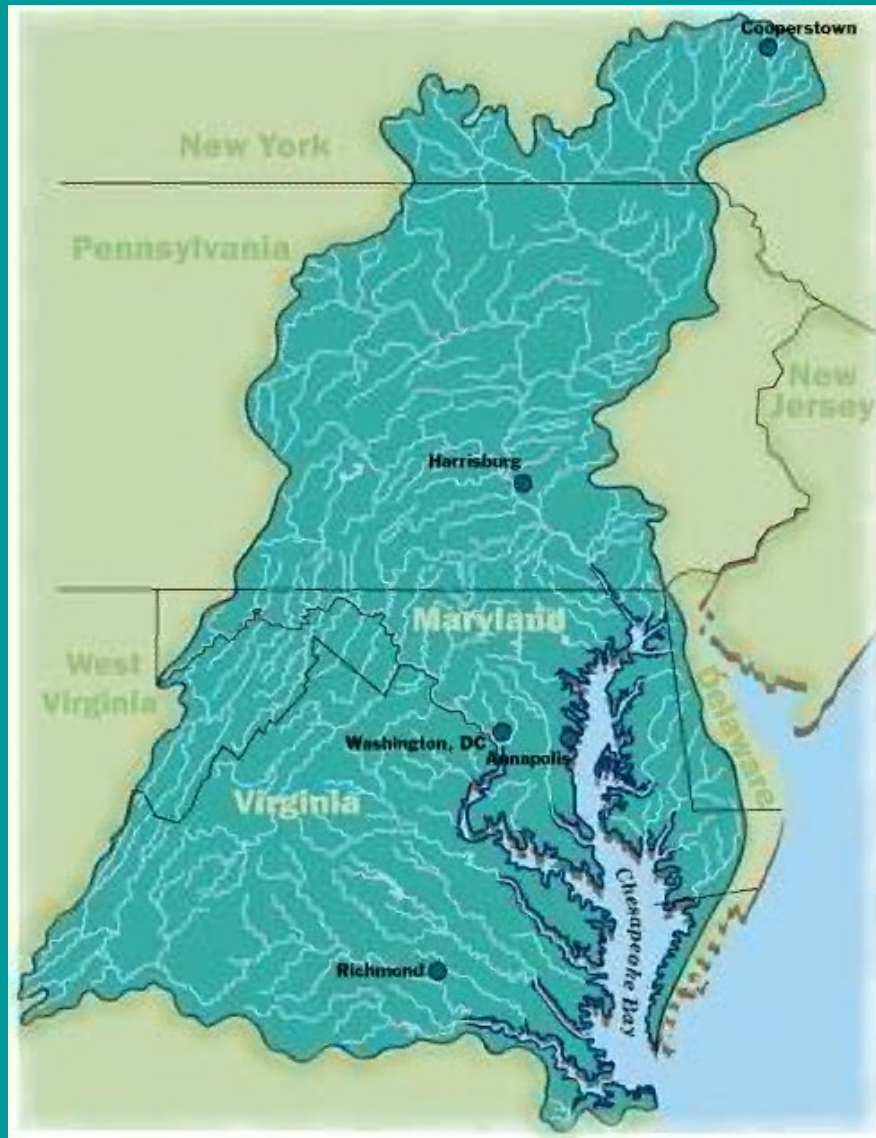 Cooperstown
New York
Pennsylvania
New
Jersey
Harrisburg
Maryland
West
Virginia
Delaware
Washington, DC
Annapolis
Virginia
Chesapeake Bay
Richmond